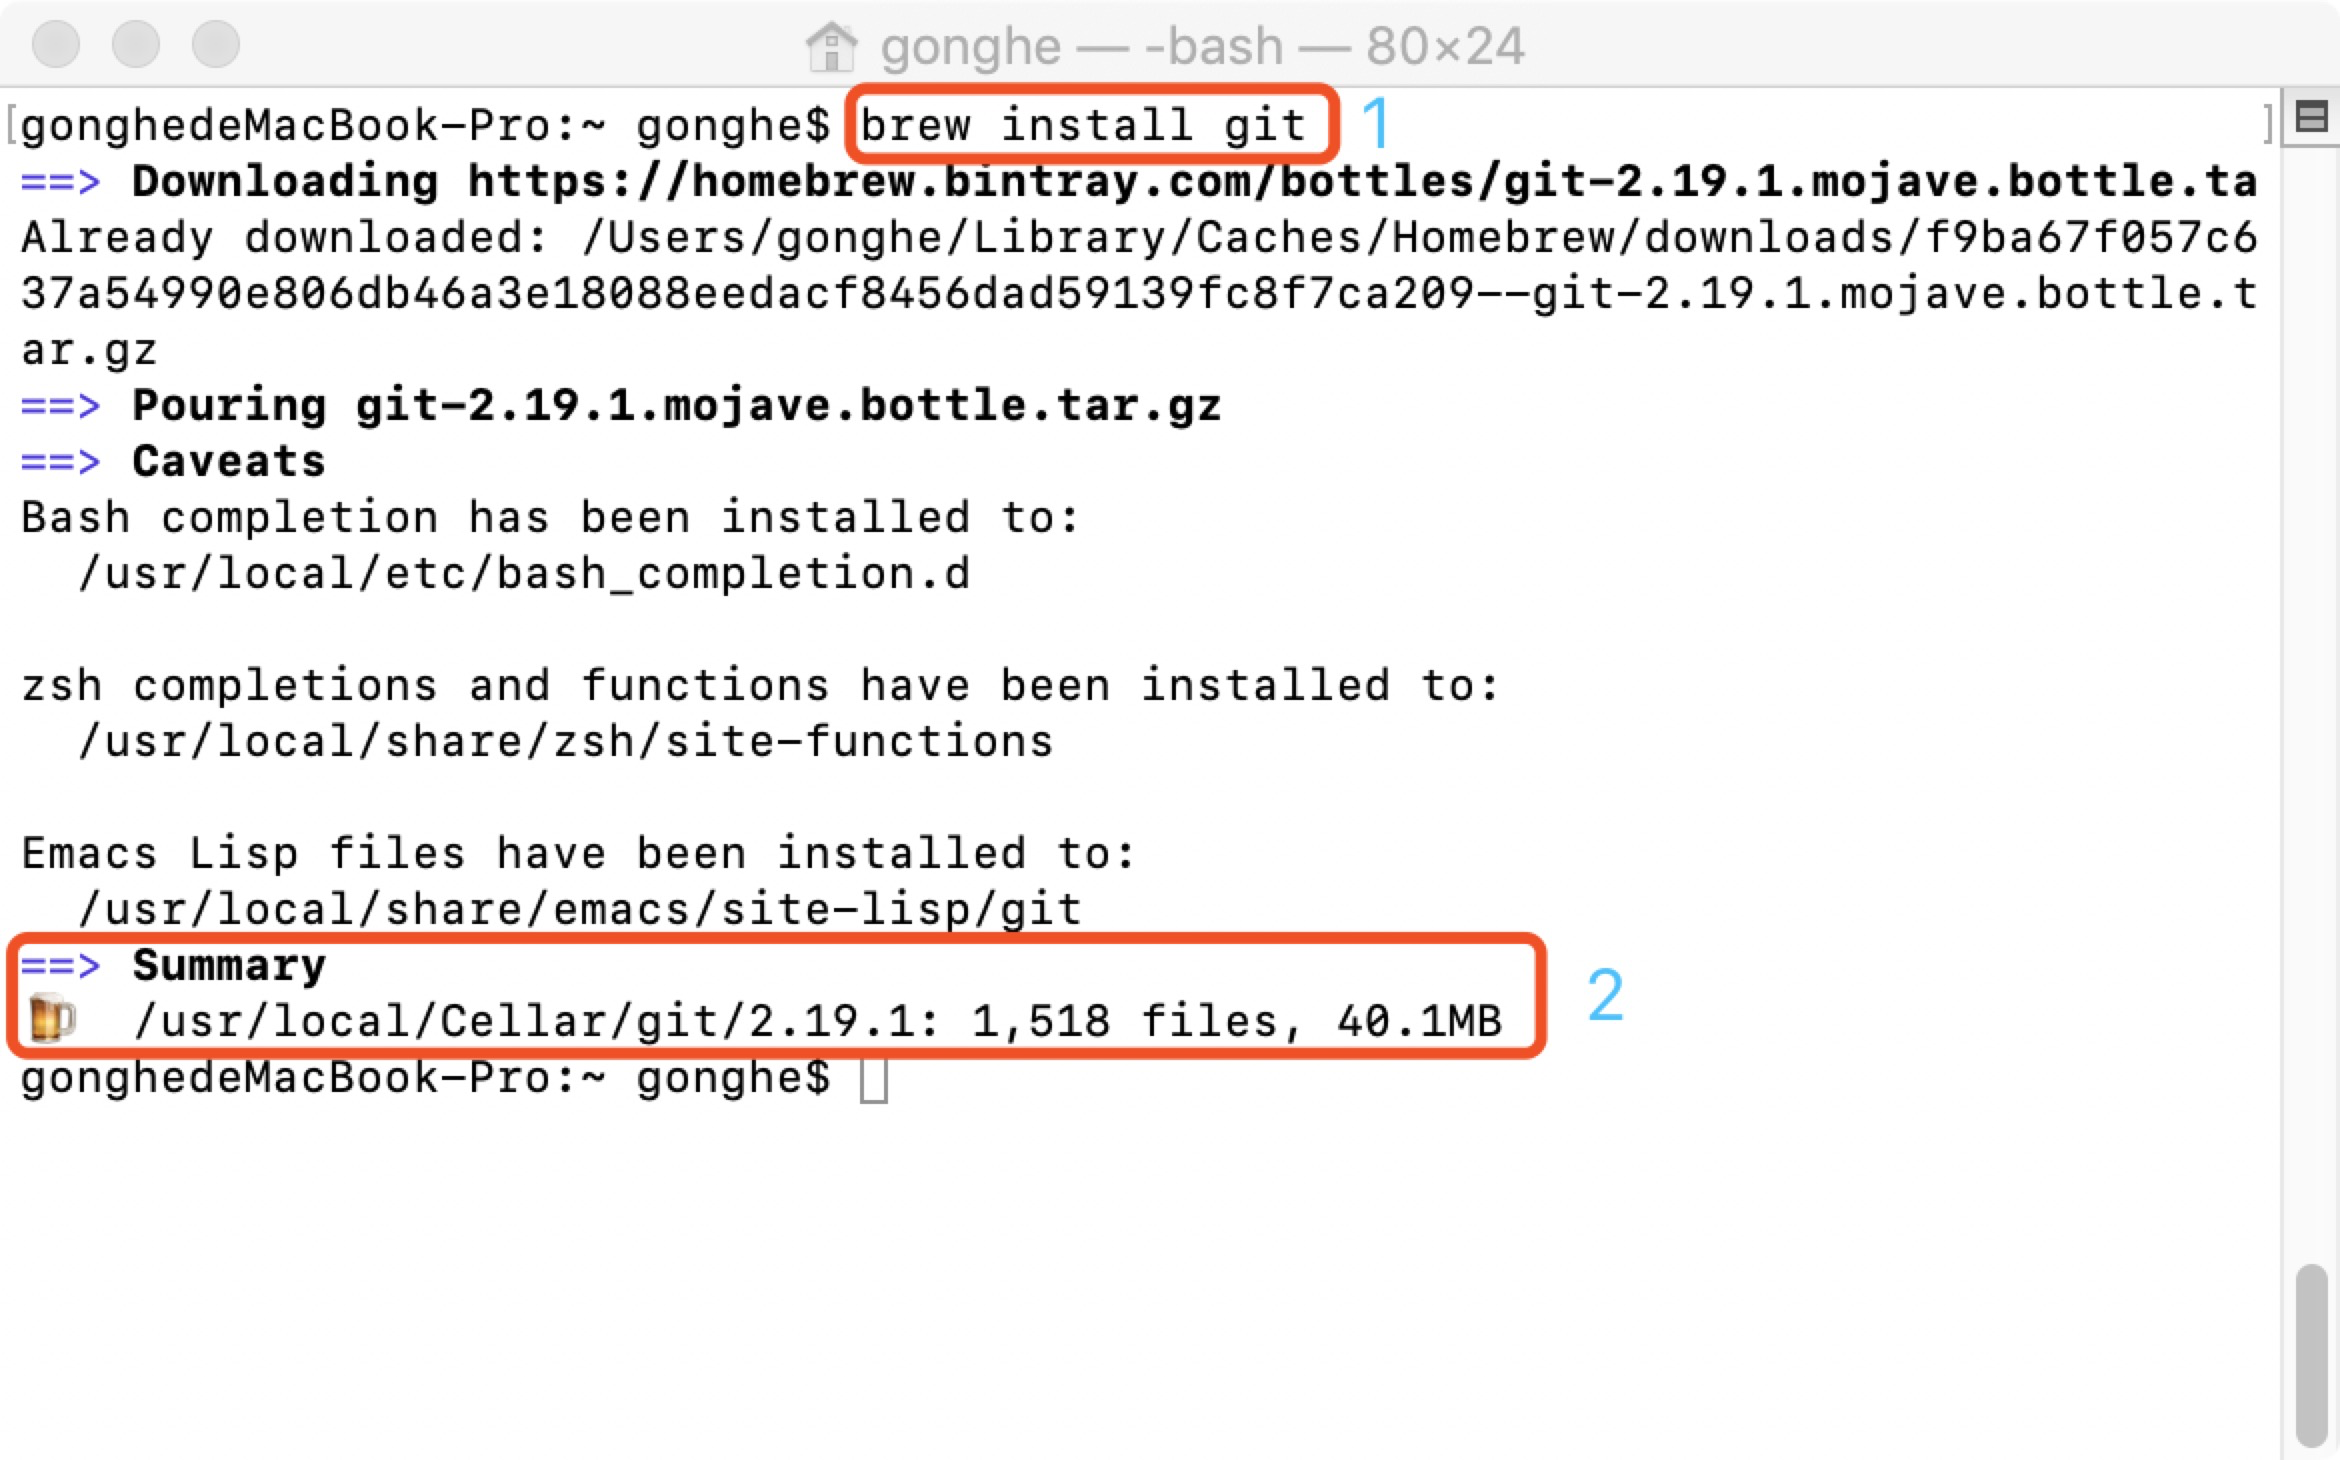 gonghe — -bash — 80×24
[gonghedeMacBook-Pro:~ gonghe$ brew install git 1 ]
==> Downloading https://homebrew.bintray.com/bottles/git-2.19.1.mojave.bottle.ta
Already downloaded: /Users/gonghe/Library/Caches/Homebrew/downloads/f9ba67f057c6
37a54990e806db46a3e18088eedacf8456dad59139fc8f7ca209--git-2.19.1.mojave.bottle.t
ar.gz
==> Pouring git-2.19.1.mojave.bottle.tar.gz
==> Caveats
Bash completion has been installed to:
  /usr/local/etc/bash_completion.d
zsh completions and functions have been installed to:
  /usr/local/share/zsh/site-functions
Emacs Lisp files have been installed to:
  /usr/local/share/emacs/site-lisp/git
==> Summary
🍺  /usr/local/Cellar/git/2.19.1: 1,518 files, 40.1MB 2
gonghedeMacBook-Pro:~ gonghe$